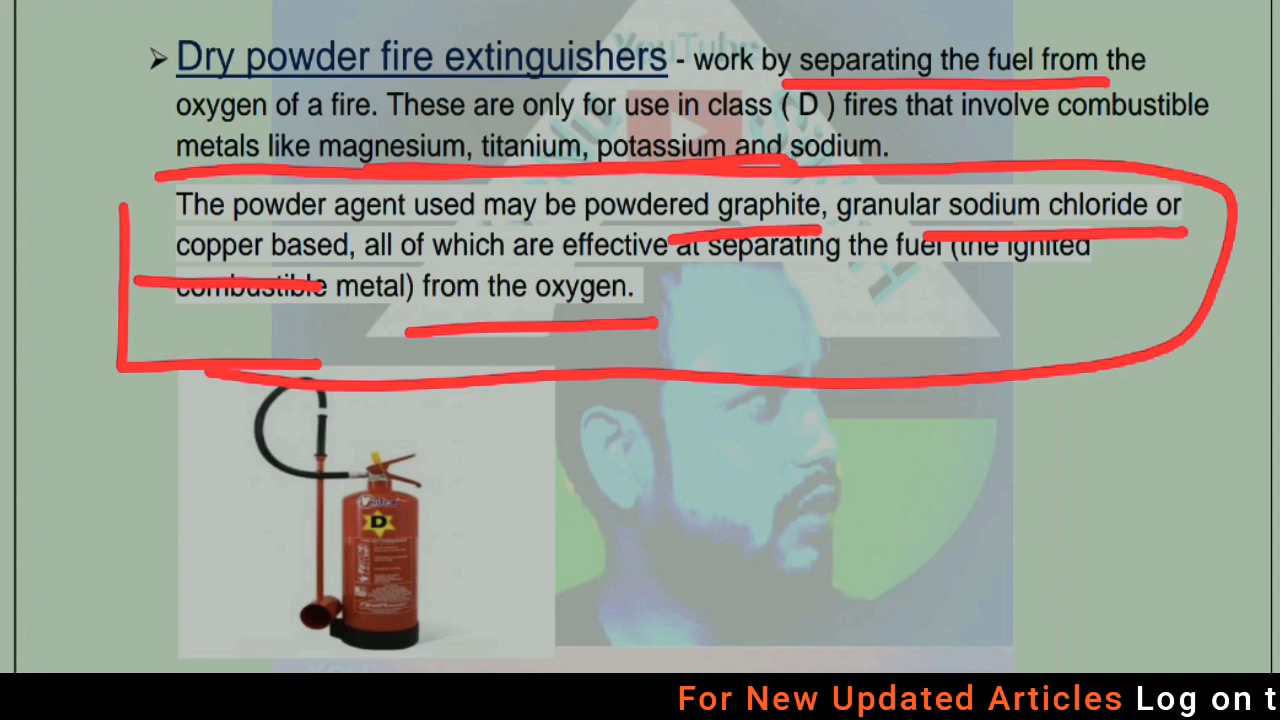 YouTube
➢ Dry powder fire extinguishers - work by separating the fuel from the
oxygen of a fire. These are only for use in class ( D ) fires that involve combustible
metals like magnesium, titanium, potassium and sodium.
The powder agent used may be powdered graphite, granular sodium chloride or
copper based, all of which are effective at separating the fuel (the ignited
combustible metal) from the oxygen.
D
For New Updated Articles Log on t